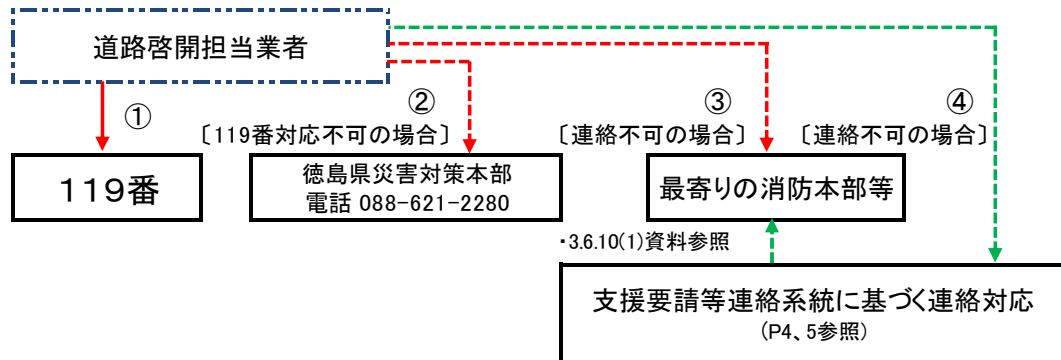 道路啓開担当業者
①
②
③
④
〔119番対応不可の場合〕
〔連絡不可の場合〕
〔連絡不可の場合〕
119番
徳島県災害対策本部
電話 088-621-2280
最寄りの消防本部等
・3.6.10(1)資料参照
支援要請等連絡系統に基づく連絡対応
(P4、5参照)